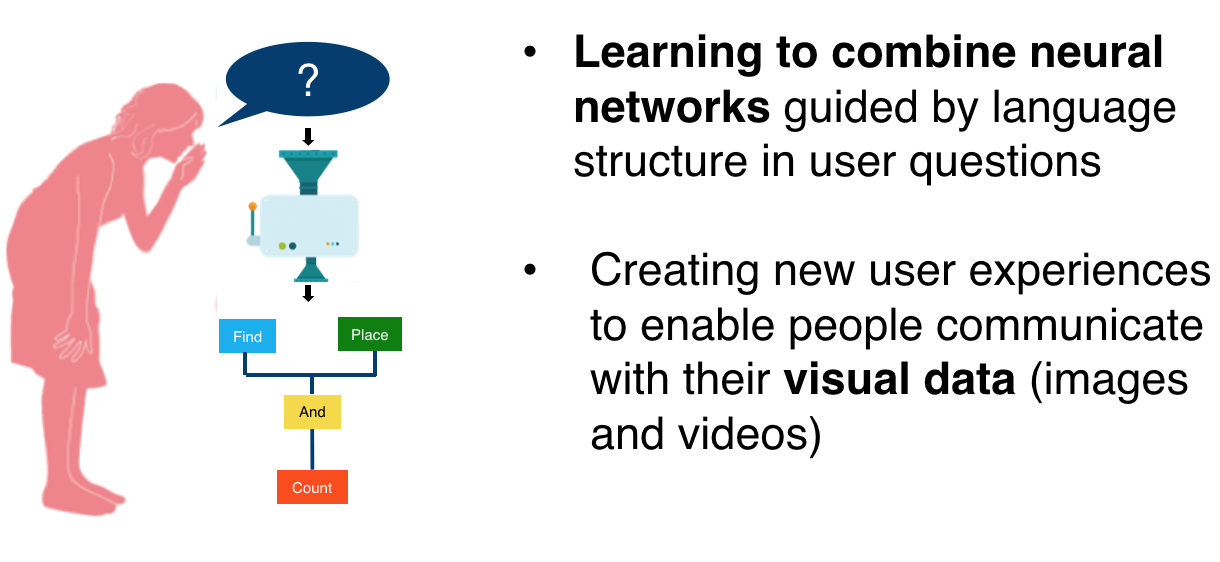 ?
Find
Place
And
Count
• Learning to combine neural
networks guided by language
structure in user questions
• Creating new user experiences
to enable people communicate
with their visual data (images
and videos)